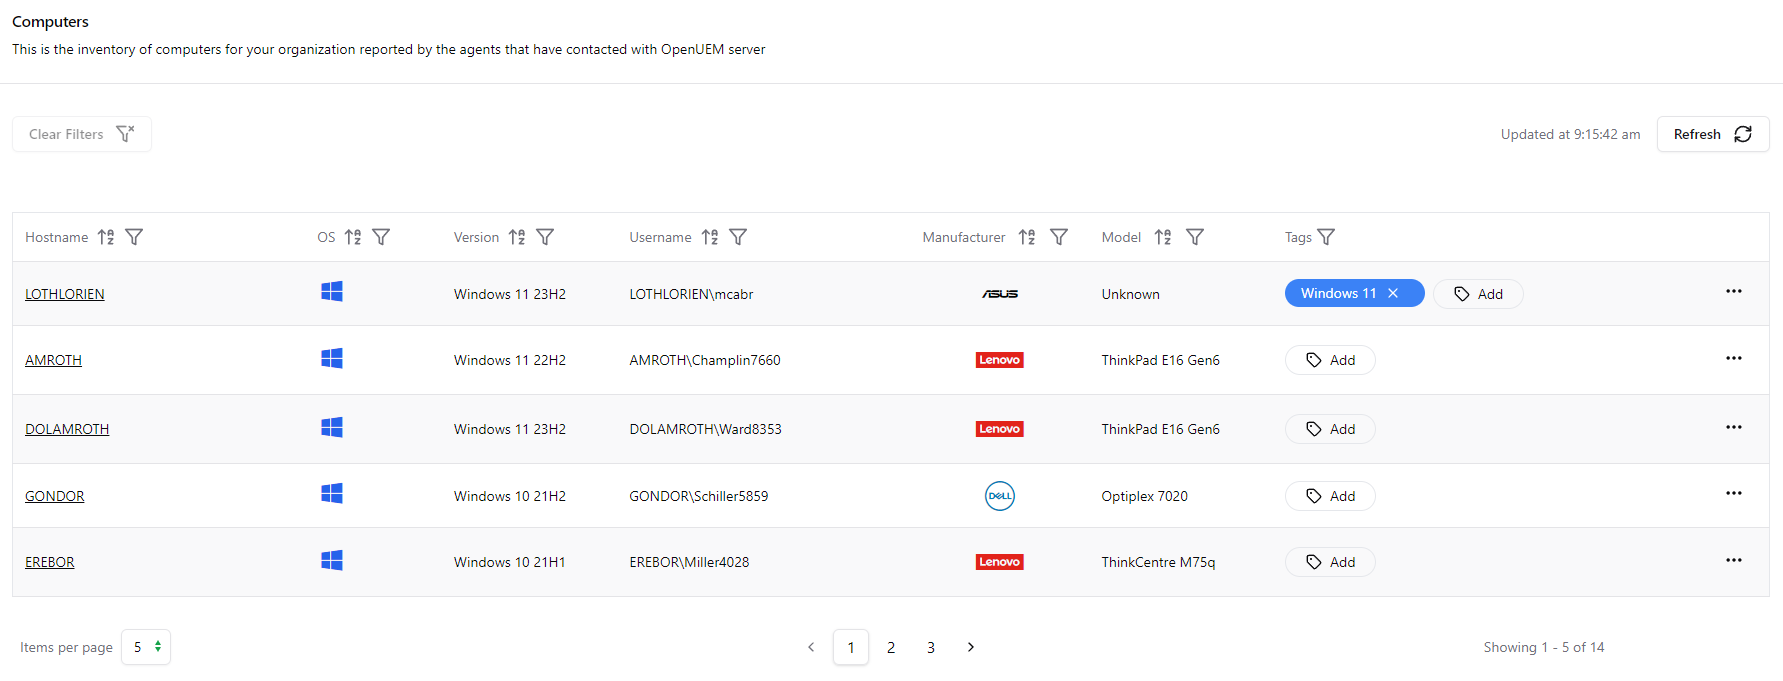 Computers
This is the inventory of computers for your organization reported by the agents that have contacted with OpenUEM server
Clear Filters
Updated at 9:15:42 am
Refresh
Hostname OS Version Username Manufacturer Model Tags
LOTHLORIEN Windows 11 23H2 LOTHLORIEN\mcabr ASUS Unknown Windows 11 Add
AMROTH Windows 11 22H2 AMROTH\Champlin7660 Lenovo ThinkPad E16 Gen6 Add
DOLAMROTH Windows 11 23H2 DOLAMROTH\Ward8353 Lenovo ThinkPad E16 Gen6 Add
GONDOR Windows 10 21H2 GONDOR\Schiller5859 DELL Optiplex 7020 Add
EREBOR Windows 10 21H1 EREBOR\Miller4028 Lenovo ThinkCentre M75q Add
Items per page 5 1 2 3 Showing 1 - 5 of 14